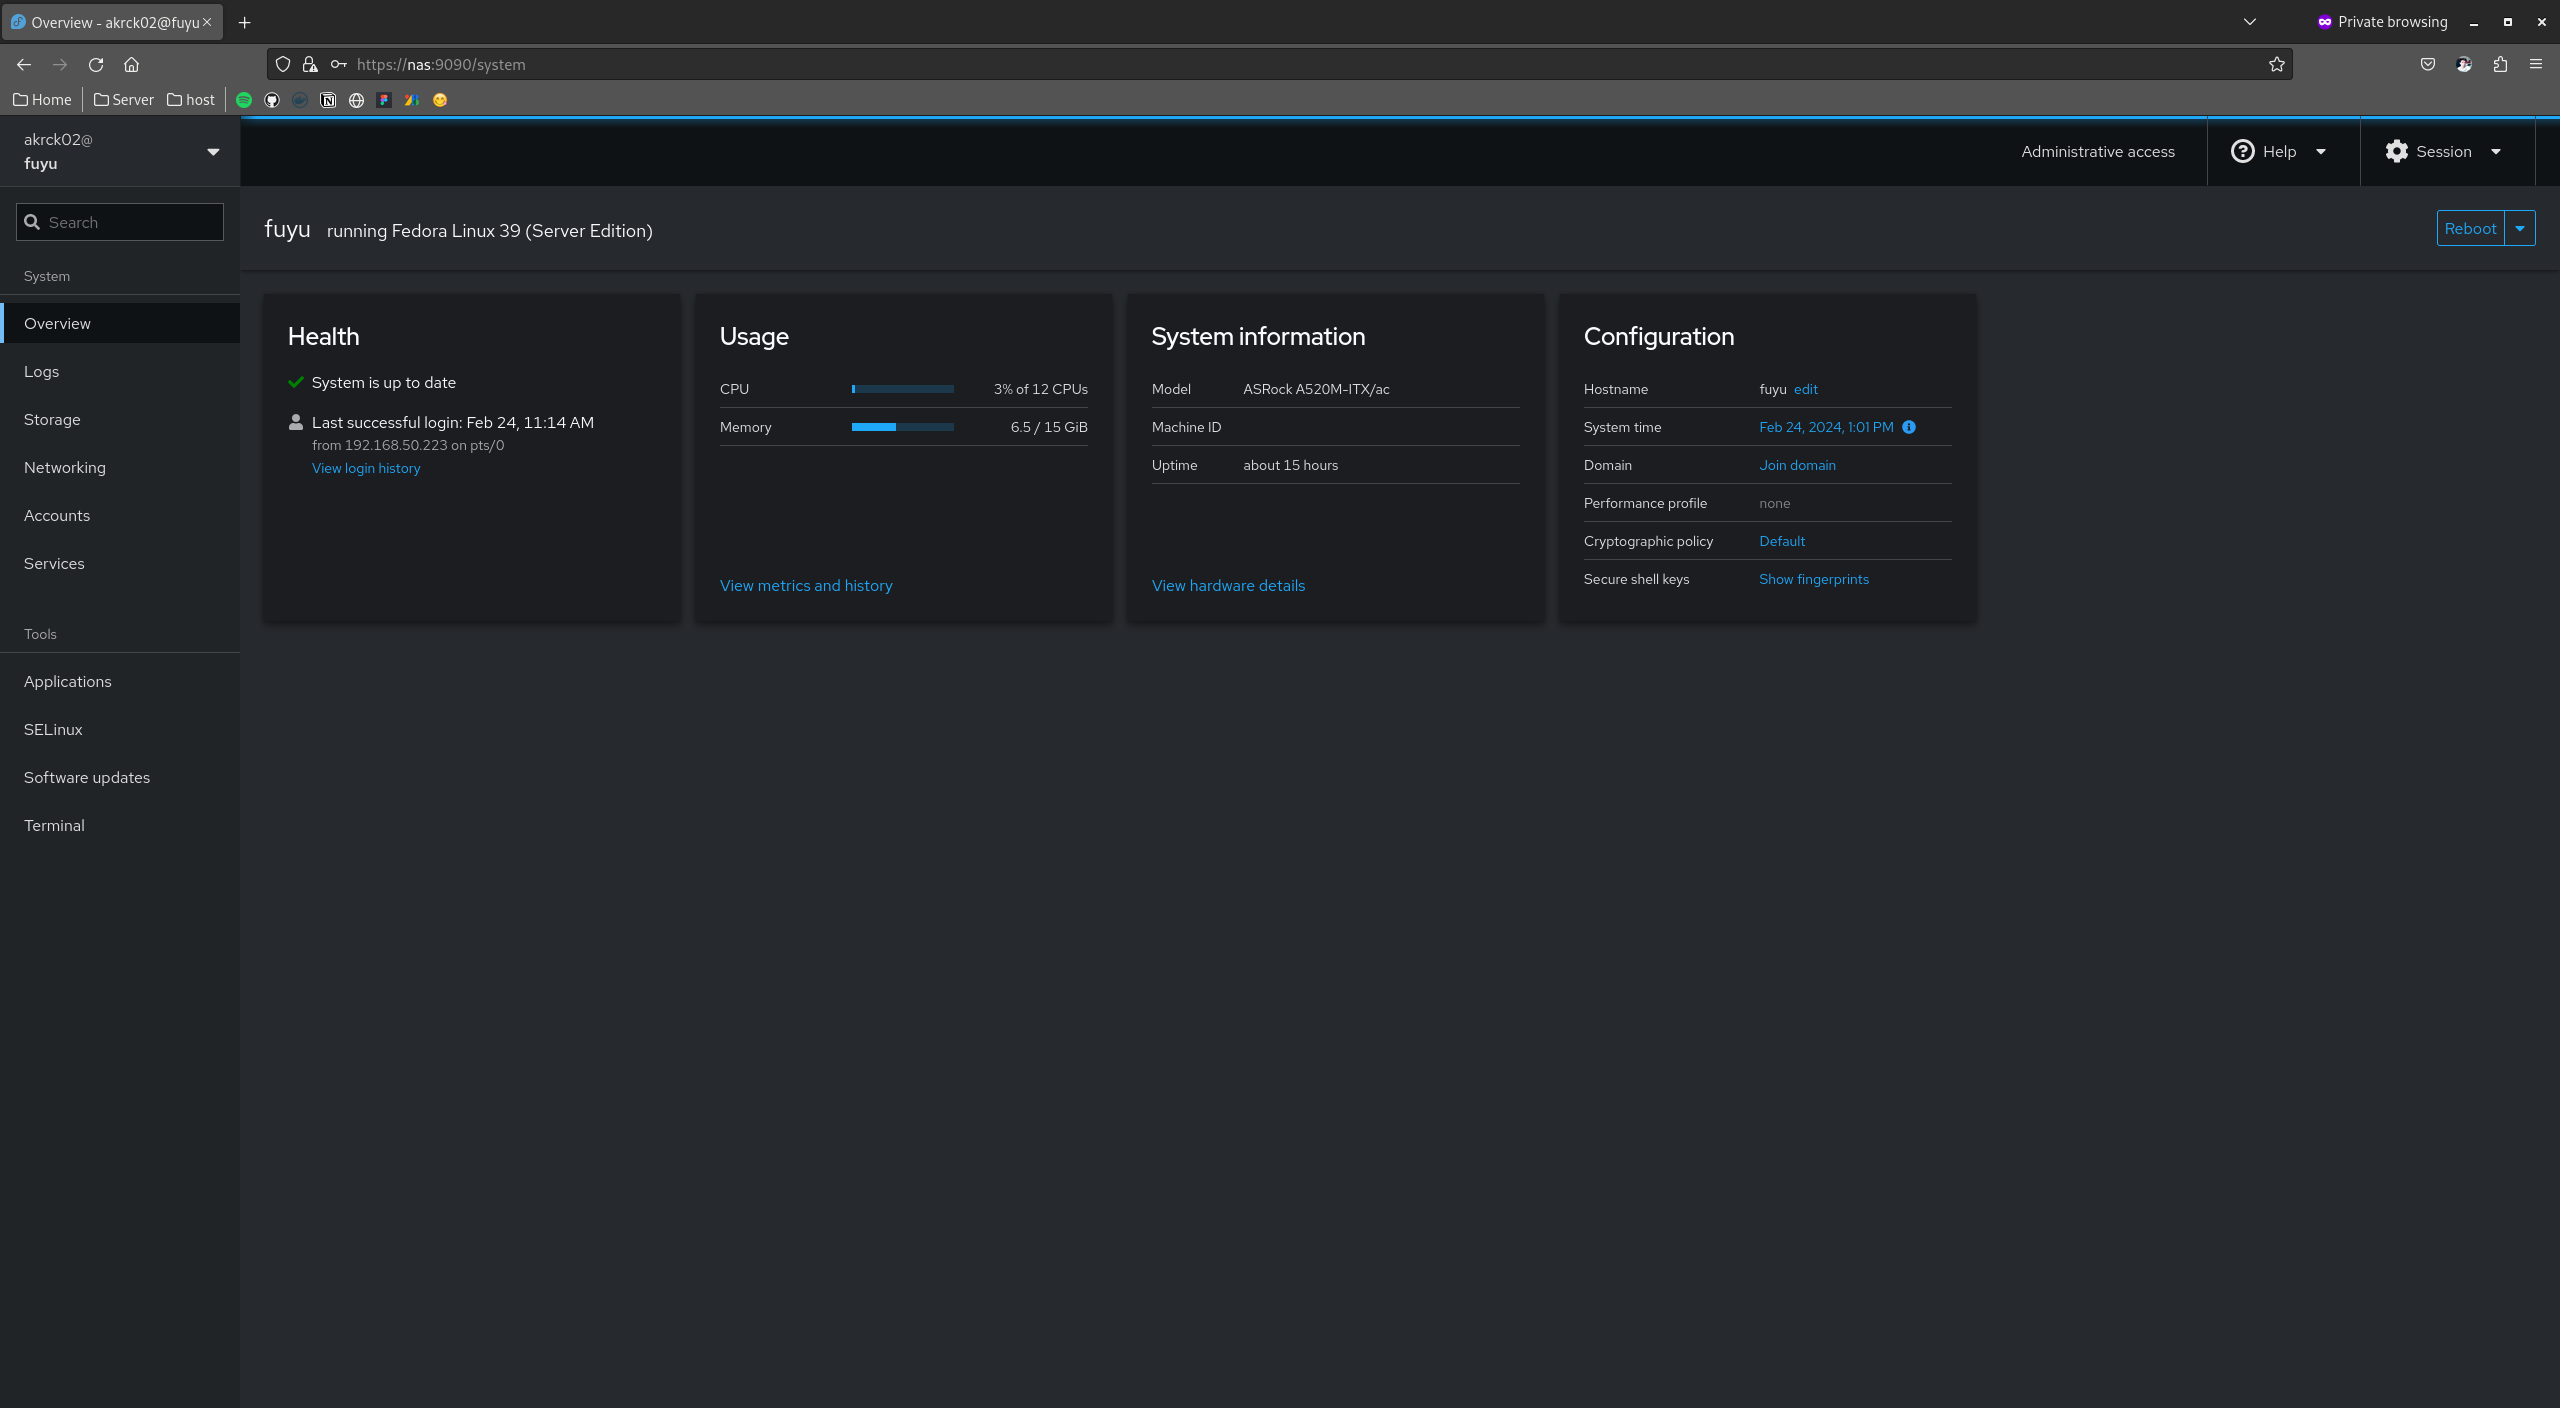 Overview - akrck02@fuyu
Private browsing
https://nas:9090/system
Home
Server
host
akrck02@
fuyu
Administrative access
Help
Session
Search
fuyu running Fedora Linux 39 (Server Edition)
Reboot
System
Overview
Logs
Storage
Networking
Accounts
Services
Tools
Applications
SELinux
Software updates
Terminal
Health
System is up to date
Last successful login: Feb 24, 11:14 AM
from 192.168.50.223 on pts/0
View login history
Usage
CPU 3% of 12 CPUs
Memory 6.5 / 15 GiB
View metrics and history
System information
Model ASRock A520M-ITX/ac
Machine ID
Uptime about 15 hours
View hardware details
Configuration
Hostname fuyu edit
System time Feb 24, 2024, 1:01 PM
Domain Join domain
Performance profile none
Cryptographic policy Default
Secure shell keys Show fingerprints